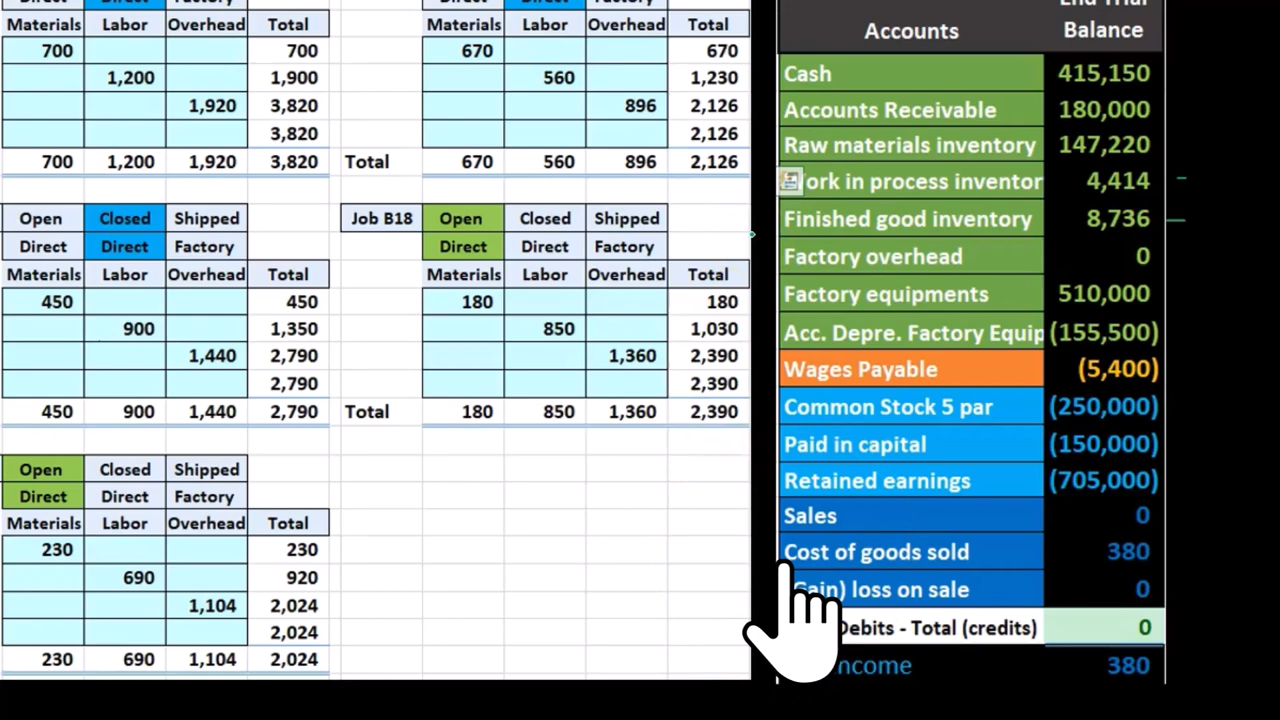 Direct Direct Factory Direct Direct Factory
Materials Labor Overhead Total Materials Labor Overhead Total
700 700 670 670
1,200 1,900 560 1,230
1,920 3,820 896 2,126
3,820 2,126
700 1,200 1,920 3,820 Total 670 560 896 2,126
Open Closed Shipped Job B18 Open Closed Shipped
Direct Direct Factory Direct Direct Factory
Materials Labor Overhead Total Materials Labor Overhead Total
450 450 180 180
900 1,350 850 1,030
1,440 2,790 1,360 2,390
2,790 2,390
450 900 1,440 2,790 Total 180 850 1,360 2,390
Open Closed Shipped
Direct Direct Factory
Materials Labor Overhead Total
230 230
690 920
1,104 2,024
2,024
230 690 1,104 2,024
End Trial
Accounts Balance
Cash 415,150
Accounts Receivable 180,000
Raw materials inventory 147,220
ork in process inventor 4,414
Finished good inventory 8,736
Factory overhead 0
Factory equipments 510,000
Acc. Depre. Factory Equip (155,500)
Wages Payable (5,400)
Common Stock 5 par (250,000)
Paid in capital (150,000)
Retained earnings (705,000)
Sales 0
Cost of goods sold 380
Gain) loss on sale 0
Debits - Total (credits) 0
ncome 380